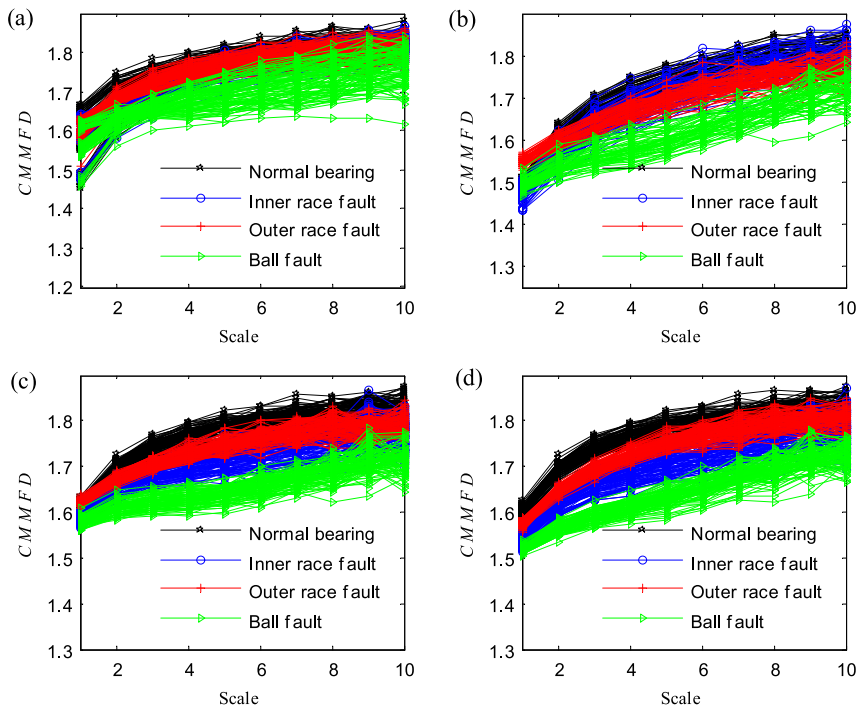 (a)
CMMFD
1.8
1.7
1.6
1.5
1.4
1.3
1.2
2 4 6 8 10
Scale
Normal bearing
Inner race fault
Outer race fault
Ball fault
(b)
CMMFD
1.8
1.7
1.6
1.5
1.4
1.3
2 4 6 8 10
Scale
Normal bearing
Inner race fault
Outer race fault
Ball fault
(c)
CMMFD
1.8
1.7
1.6
1.5
1.4
1.3
2 4 6 8 10
Scale
Normal bearing
Inner race fault
Outer race fault
Ball fault
(d)
CMMFD
1.8
1.7
1.6
1.5
1.4
1.3
2 4 6 8 10
Scale
Normal bearing
Inner race fault
Outer race fault
Ball fault